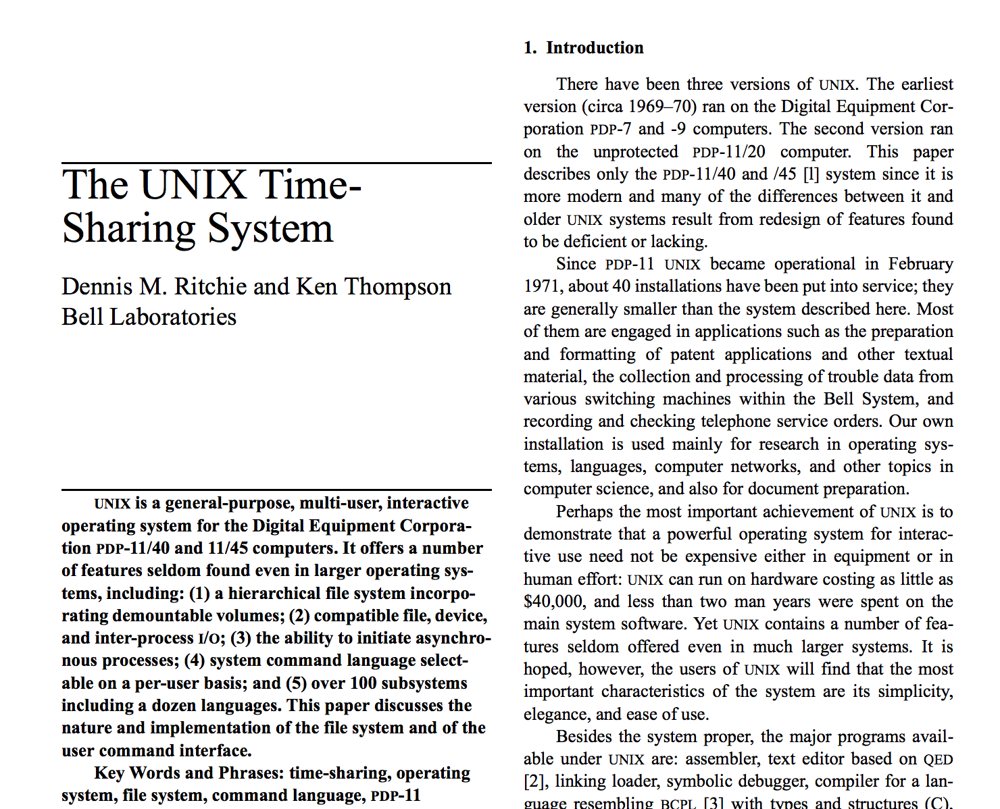 The UNIX Time-
Sharing System
Dennis M. Ritchie and Ken Thompson
Bell Laboratories
UNIX is a general-purpose, multi-user, interactive
operating system for the Digital Equipment Corpora-
tion PDP-11/40 and 11/45 computers. It offers a number
of features seldom found even in larger operating sys-
tems, including: (1) a hierarchical file system incorpo-
rating demountable volumes; (2) compatible file, device,
and inter-process I/O; (3) the ability to initiate asynchro-
nous processes; (4) system command language select-
able on a per-user basis; and (5) over 100 subsystems
including a dozen languages. This paper discusses the
nature and implementation of the file system and of the
user command interface.
Key Words and Phrases: time-sharing, operating
system, file system, command language, PDP-11
1. Introduction
There have been three versions of UNIX. The earliest
version (circa 1969–70) ran on the Digital Equipment Cor-
poration PDP-7 and -9 computers. The second version ran
on the unprotected PDP-11/20 computer. This paper
describes only the PDP-11/40 and /45 [l] system since it is
more modern and many of the differences between it and
older UNIX systems result from redesign of features found
to be deficient or lacking.
Since PDP-11 UNIX became operational in February
1971, about 40 installations have been put into service; they
are generally smaller than the system described here. Most
of them are engaged in applications such as the preparation
and formatting of patent applications and other textual
material, the collection and processing of trouble data from
various switching machines within the Bell System, and
recording and checking telephone service orders. Our own
installation is used mainly for research in operating sys-
tems, languages, computer networks, and other topics in
computer science, and also for document preparation.
Perhaps the most important achievement of UNIX is to
demonstrate that a powerful operating system for interac-
tive use need not be expensive either in equipment or in
human effort: UNIX can run on hardware costing as little as
$40,000, and less than two man years were spent on the
main system software. Yet UNIX contains a number of fea-
tures seldom offered even in much larger systems. It is
hoped, however, the users of UNIX will find that the most
important characteristics of the system are its simplicity,
elegance, and ease of use.
Besides the system proper, the major programs avail-
able under UNIX are: assembler, text editor based on QED
[2], linking loader, symbolic debugger, compiler for a lan-
guage resembling BCPL [3] with types and structures (C),